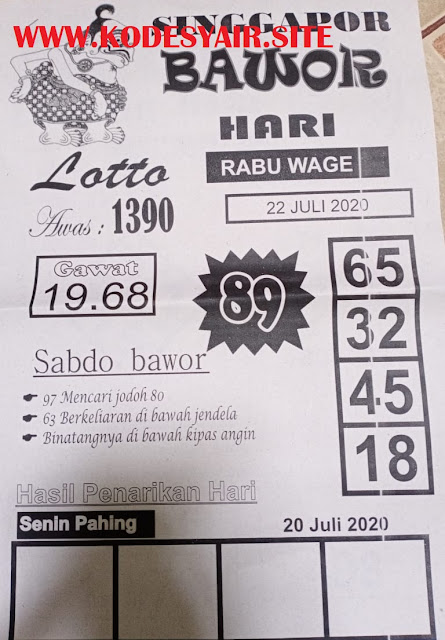 SINGGAPOR
WWW.KODESYAIR.SITE
BAWOR
HARI
Lotto
RABU WAGE
Awas : 1390
22 JULI 2020
Gawat
19.68
89
65
32
45
18
Sabdo bawor
97 Mencari jodoh 80
63 Berkeliaran di bawah jendela
Binatangnya di bawah kipas angin
Hasil Penarikan Hari
Senin Pahing
20 Juli 2020